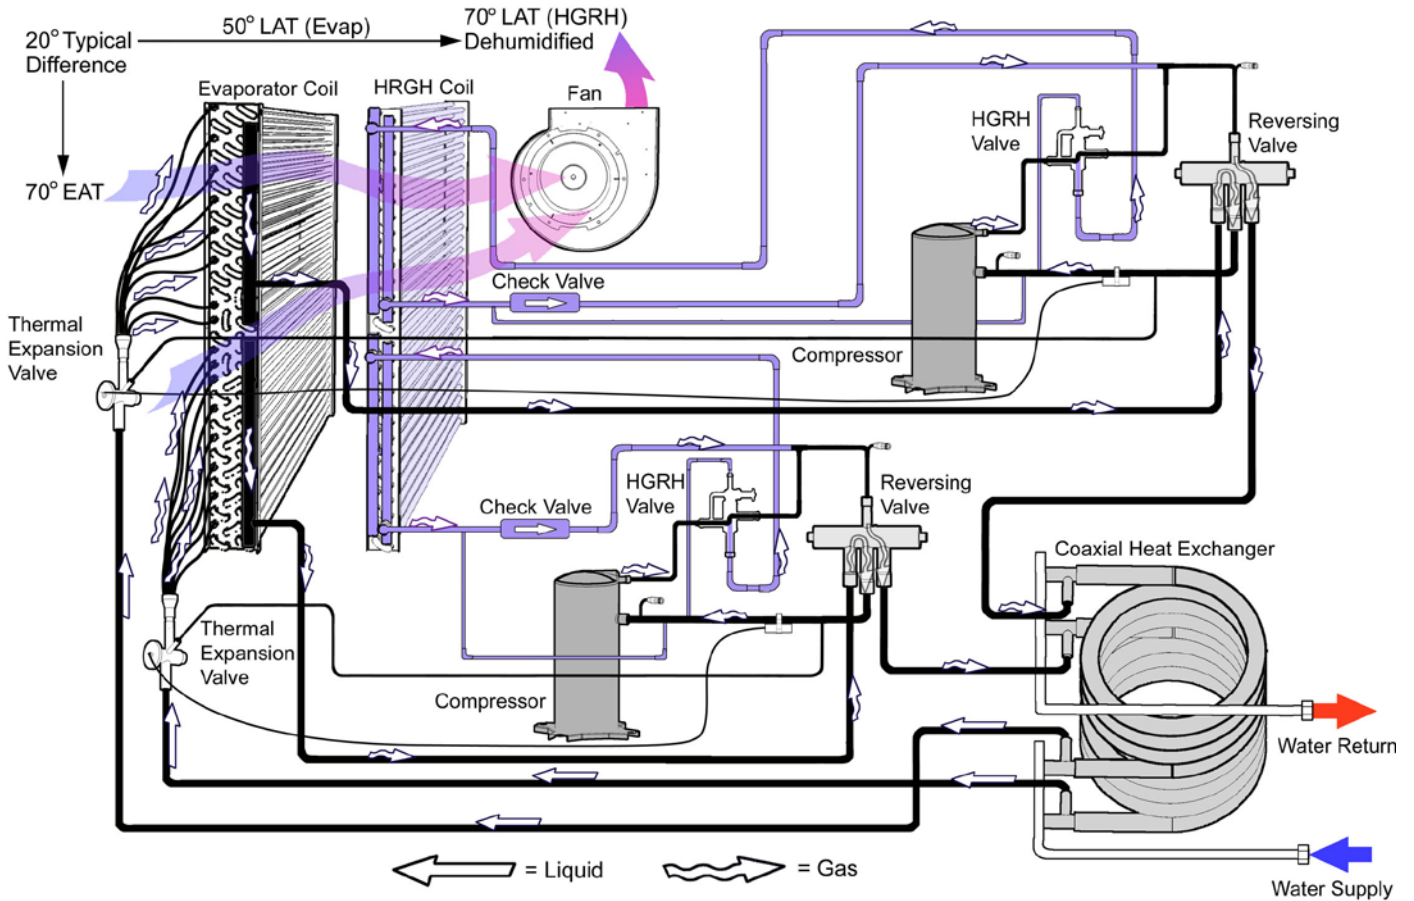 50° LAT (Evap)
70° LAT (HGRH)
Dehumidified
20° Typical
Difference
Evaporator Coil
HRGH Coil
Fan
HGRH
Valve
Reversing
Valve
70° EAT
Check Valve
Thermal
Expansion
Valve
Compressor
HGRH
Valve
Reversing
Valve
Check Valve
Coaxial Heat Exchanger
Thermal
Expansion
Valve
Compressor
Water Return
= Liquid
= Gas
Water Supply